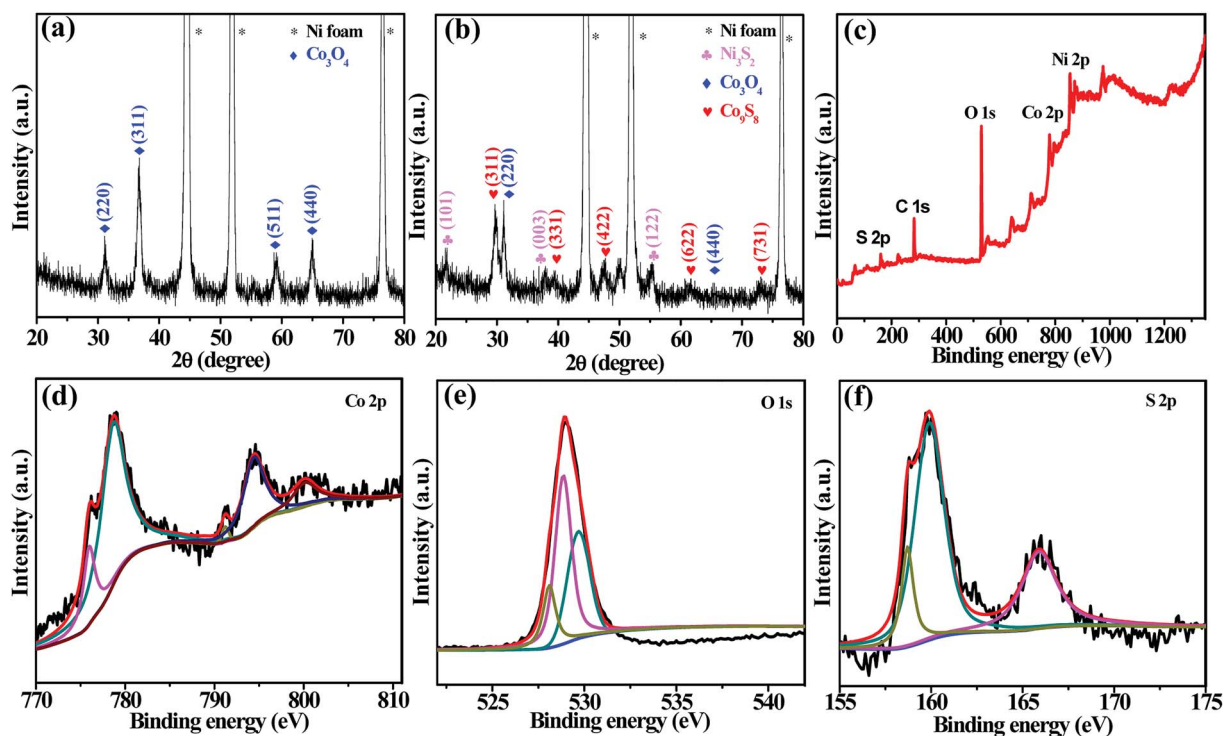 (a)
* Ni foam
♦ Co₃O₄
* * *
♦(220)
♦(311)
♦(511)
♦(440)
Intensity (a.u.)
20 30 40 50 60 70 80
2θ (degree)
(b)
* Ni foam
♣ Ni₃S₂
♦ Co₃O₄
♥ Co₉S₈
* * *
♣(101)
♥(311)
♦(220)
♣(003)
♥(331)
♥(422)
♣(122)
♥(622)
♦(440)
♥(731)
Intensity (a.u.)
20 30 40 50 60 70 80
2θ (degree)
(c)
S 2p
C 1s
O 1s
Co 2p
Ni 2p
Intensity (a.u.)
0 200 400 600 800 1000 1200
Binding energy (eV)
(d)
Co 2p
Intensity (a.u.)
770 780 790 800 810
Binding energy (eV)
(e)
O 1s
Intensity (a.u.)
525 530 535 540
Binding energy (eV)
(f)
S 2p
Intensity (a.u.)
155 160 165 170 175
Binding energy (eV)